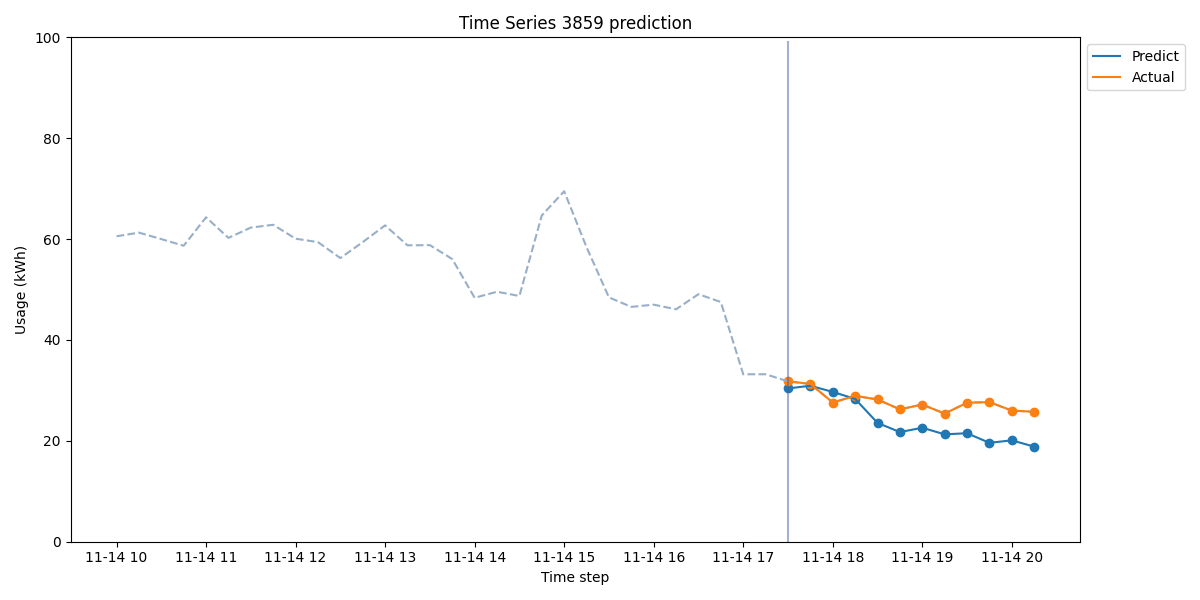 Time Series 3859 prediction
Predict
Actual
Usage (kWh)
100
80
60
40
20
0
11-14 10 11-14 11 11-14 12 11-14 13 11-14 14 11-14 15 11-14 16 11-14 17 11-14 18 11-14 19 11-14 20
Time step